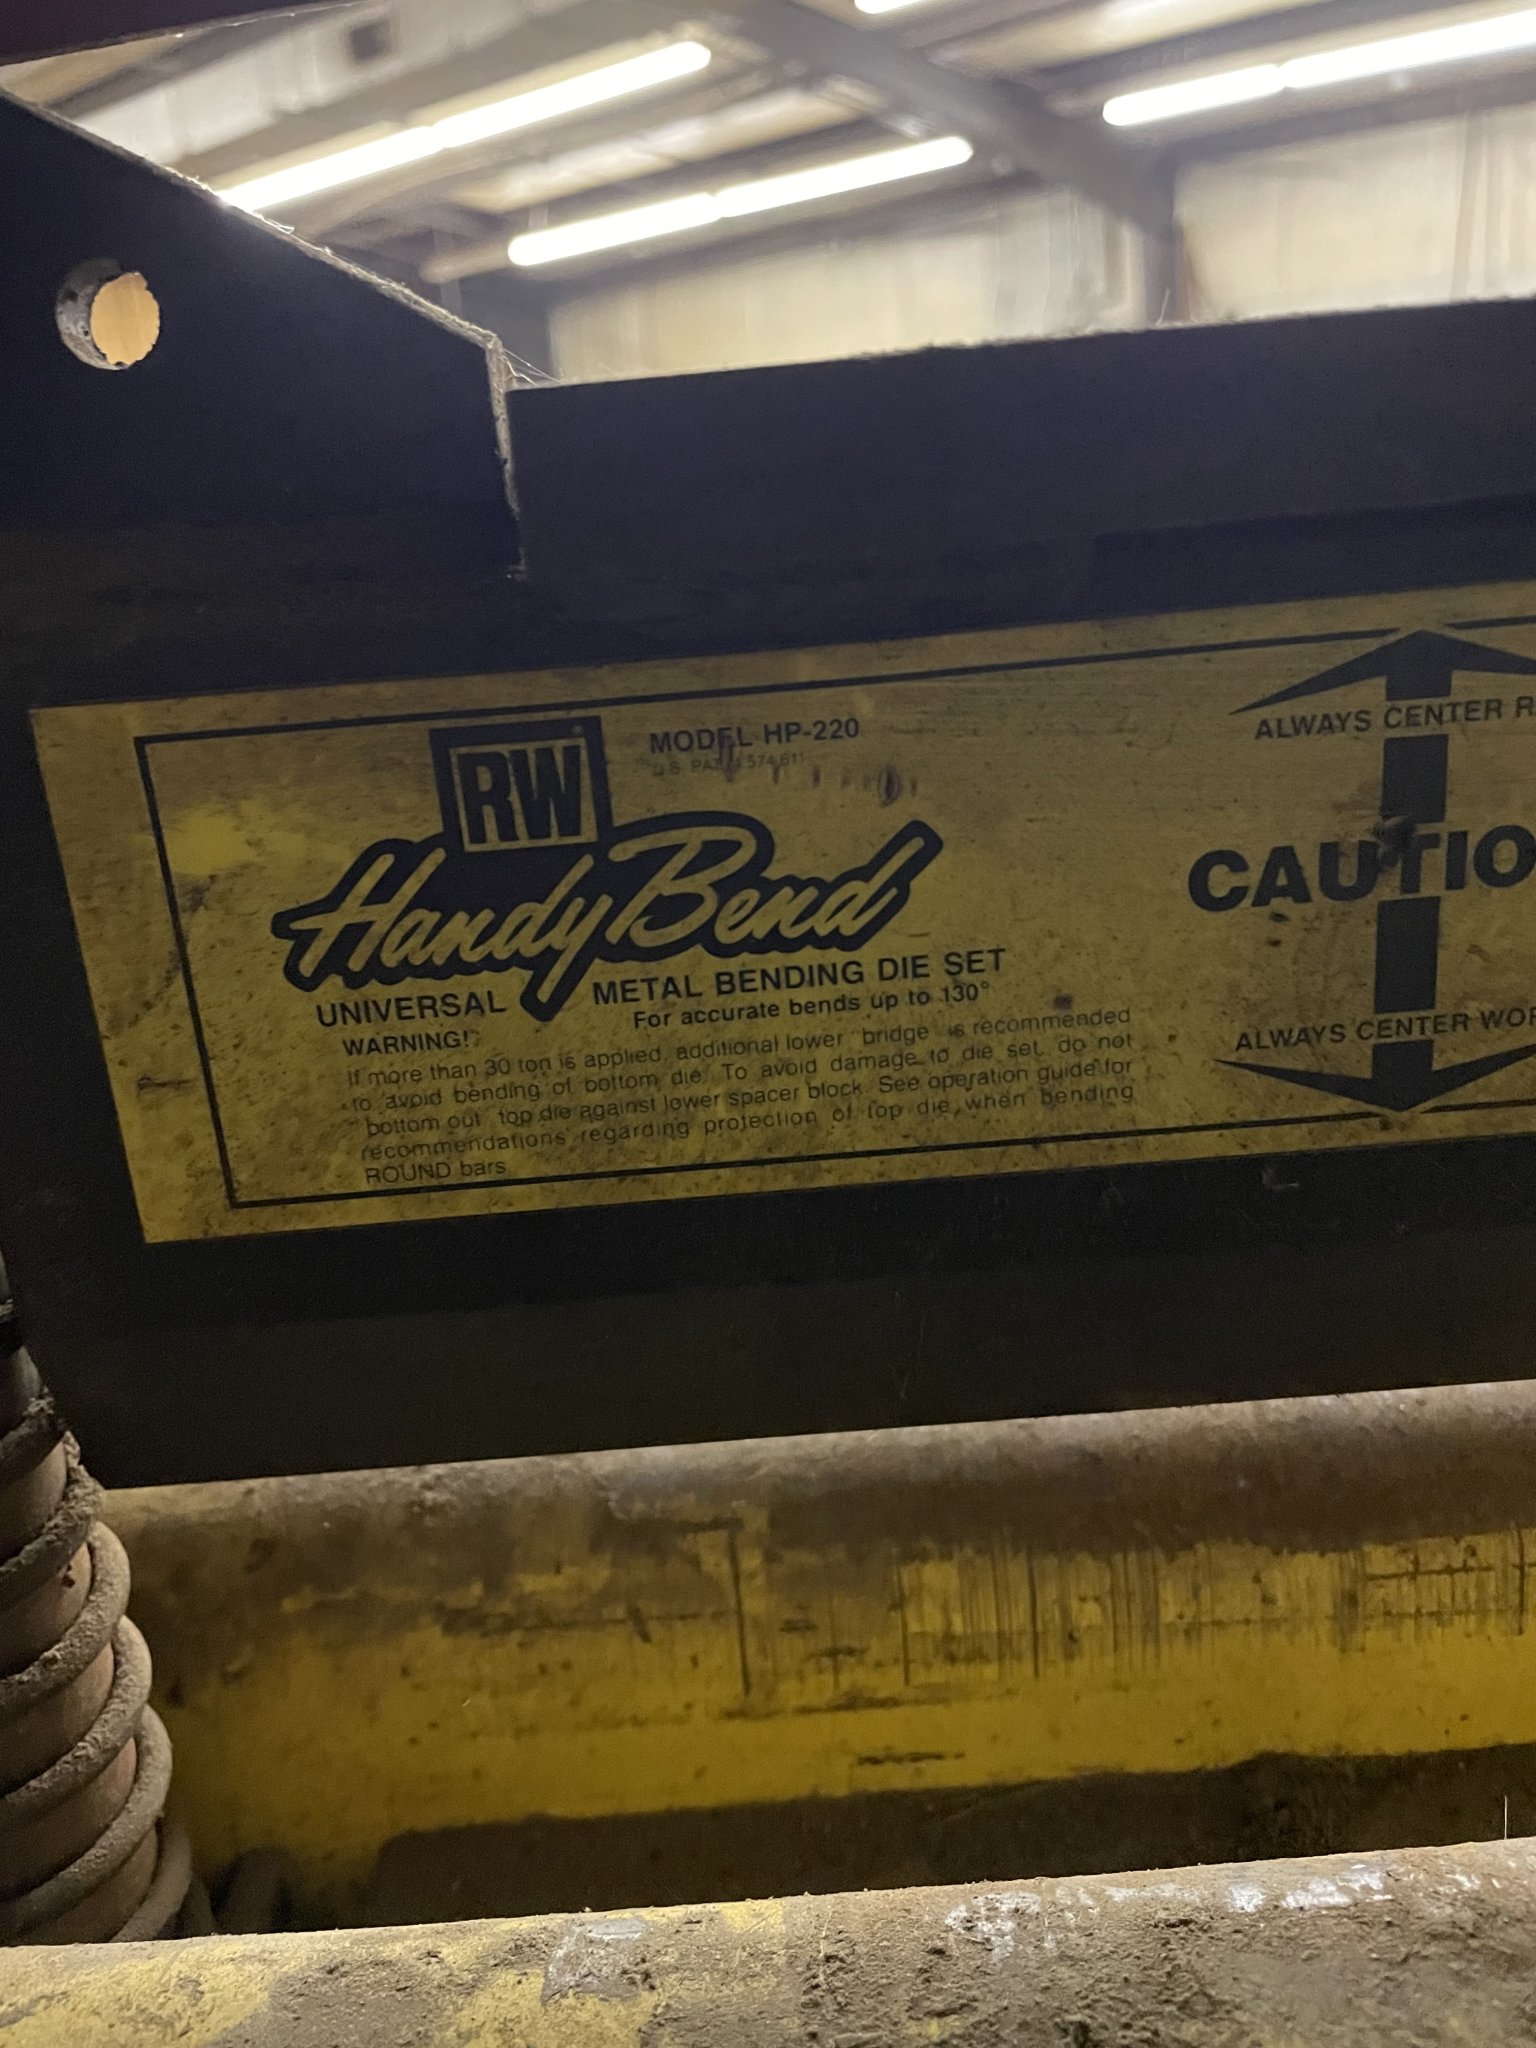 RW
MODEL HP-220
U.S. PAT. 574,611
HandyBend
UNIVERSAL METAL BENDING DIE SET
For accurate bends up to 130°
WARNING!
If more than 30 ton is applied, additional lower bridge is recommended
to avoid bending of bottom die. To avoid damage to die set, do not
bottom out top die against lower spacer block. See operation guide for
recommendations regarding protection of top die when bending
ROUND bars
ALWAYS CENTER R
CAUTIO
ALWAYS CENTER WOR